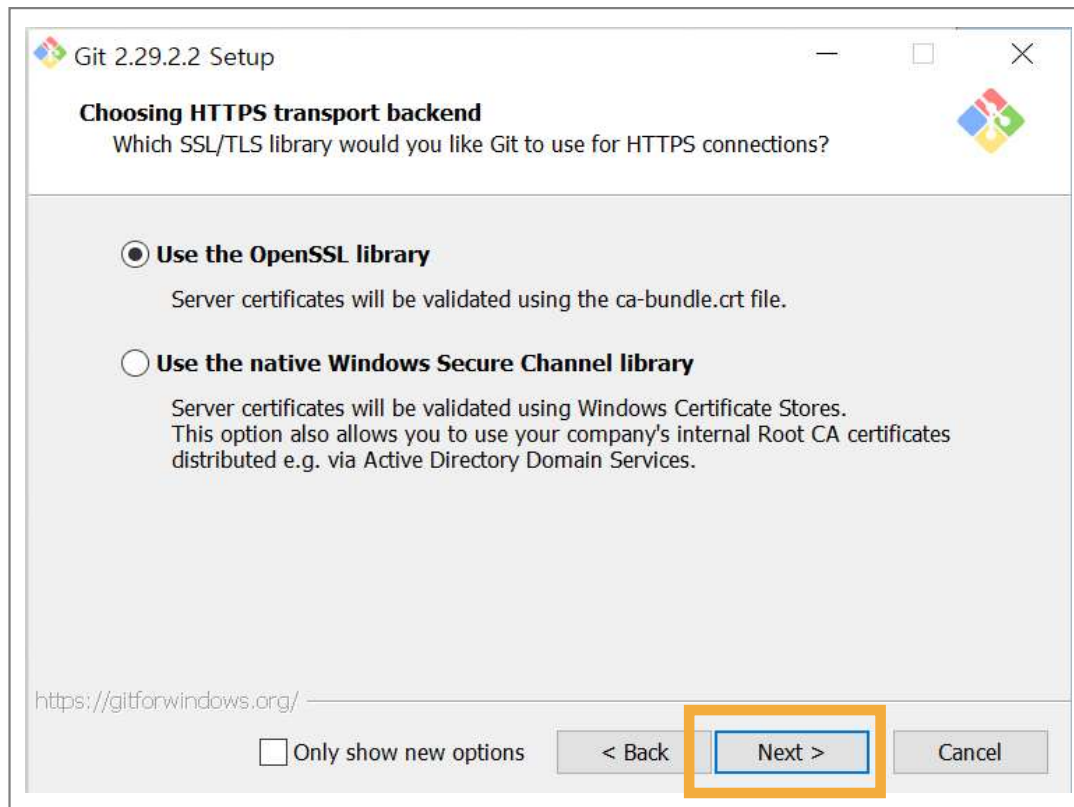 Git 2.29.2.2 Setup
Choosing HTTPS transport backend
Which SSL/TLS library would you like Git to use for HTTPS connections?
Use the OpenSSL library
Server certificates will be validated using the ca-bundle.crt file.
Use the native Windows Secure Channel library
Server certificates will be validated using Windows Certificate Stores.
This option also allows you to use your company's internal Root CA certificates
distributed e.g. via Active Directory Domain Services.
https://gitforwindows.org/
Only show new options
< Back
Next >
Cancel